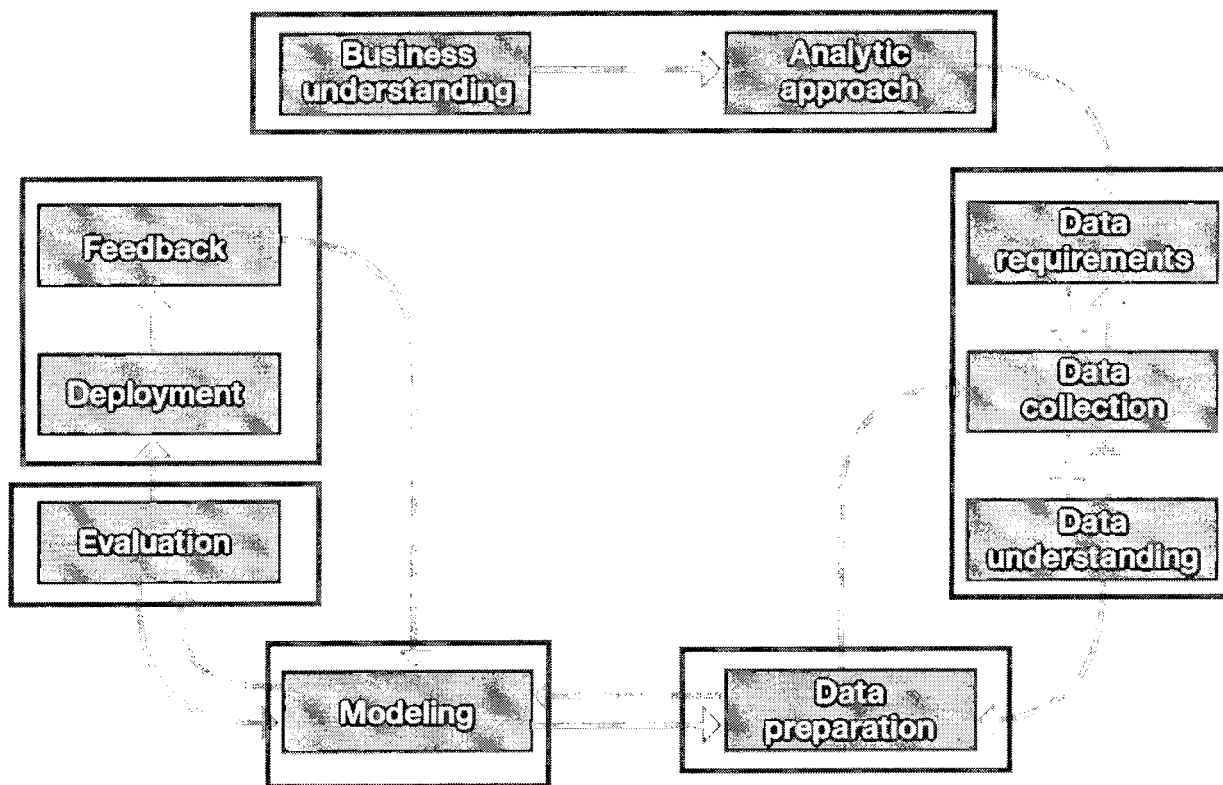 Business
understanding
Analytic
approach
Feedback
Data
requirements
Deployment
Data
collection
Evaluation
Data
understanding
Modeling
Data
preparation